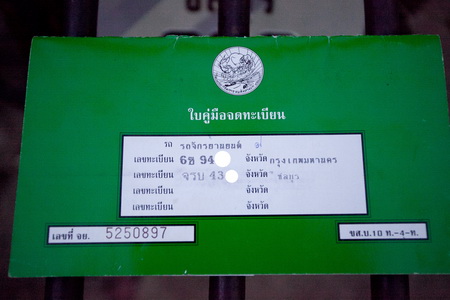 ใบคู่มือจดทะเบียน
รถ รถจักรยานยนต์
เลขทะเบียน 6ช 94 จังหวัด กรุงเทพมหานคร
เลขทะเบียน จรบ 43 จังหวัด
เลขทะเบียน จังหวัด
เลขทะเบียน จังหวัด
เลขที่ จย. 5250897
ขส.บ.10 ท.-4-ท.